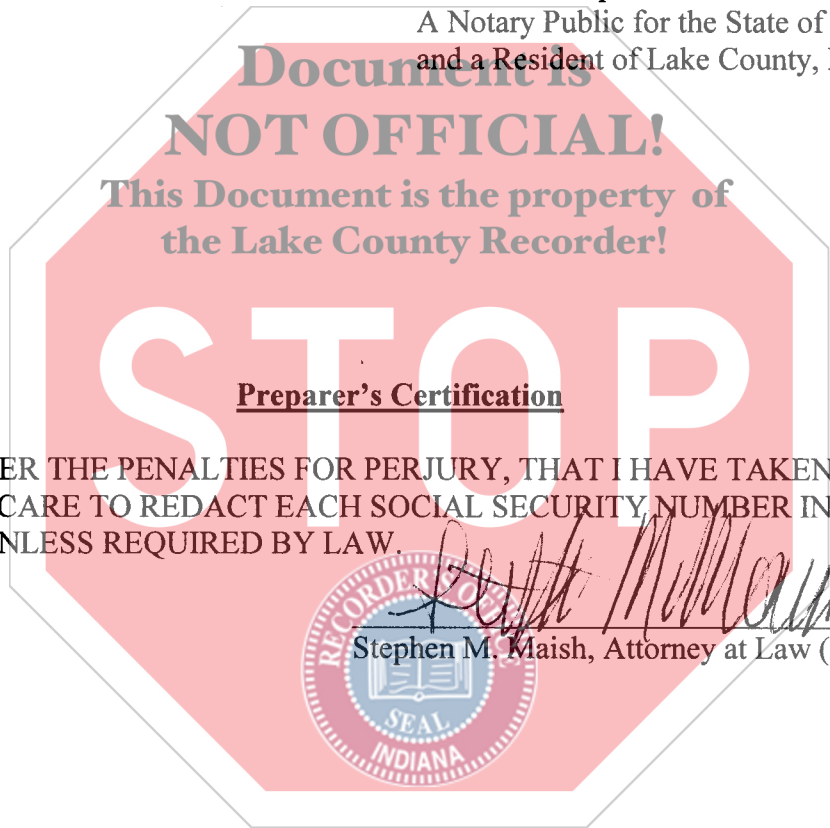 A Notary Public for the State of
and a Resident of Lake County,
Document is
NOT OFFICIAL!
This Document is the property of
the Lake County Recorder!
STOP
Preparer's Certification
ER THE PENALTIES FOR PERJURY, THAT I HAVE TAKEN
CARE TO REDACT EACH SOCIAL SECURITY NUMBER IN
NLESS REQUIRED BY LAW.
Stephen M. Maish, Attorney at Law (
RECORDER'S
SEAL
INDIANA